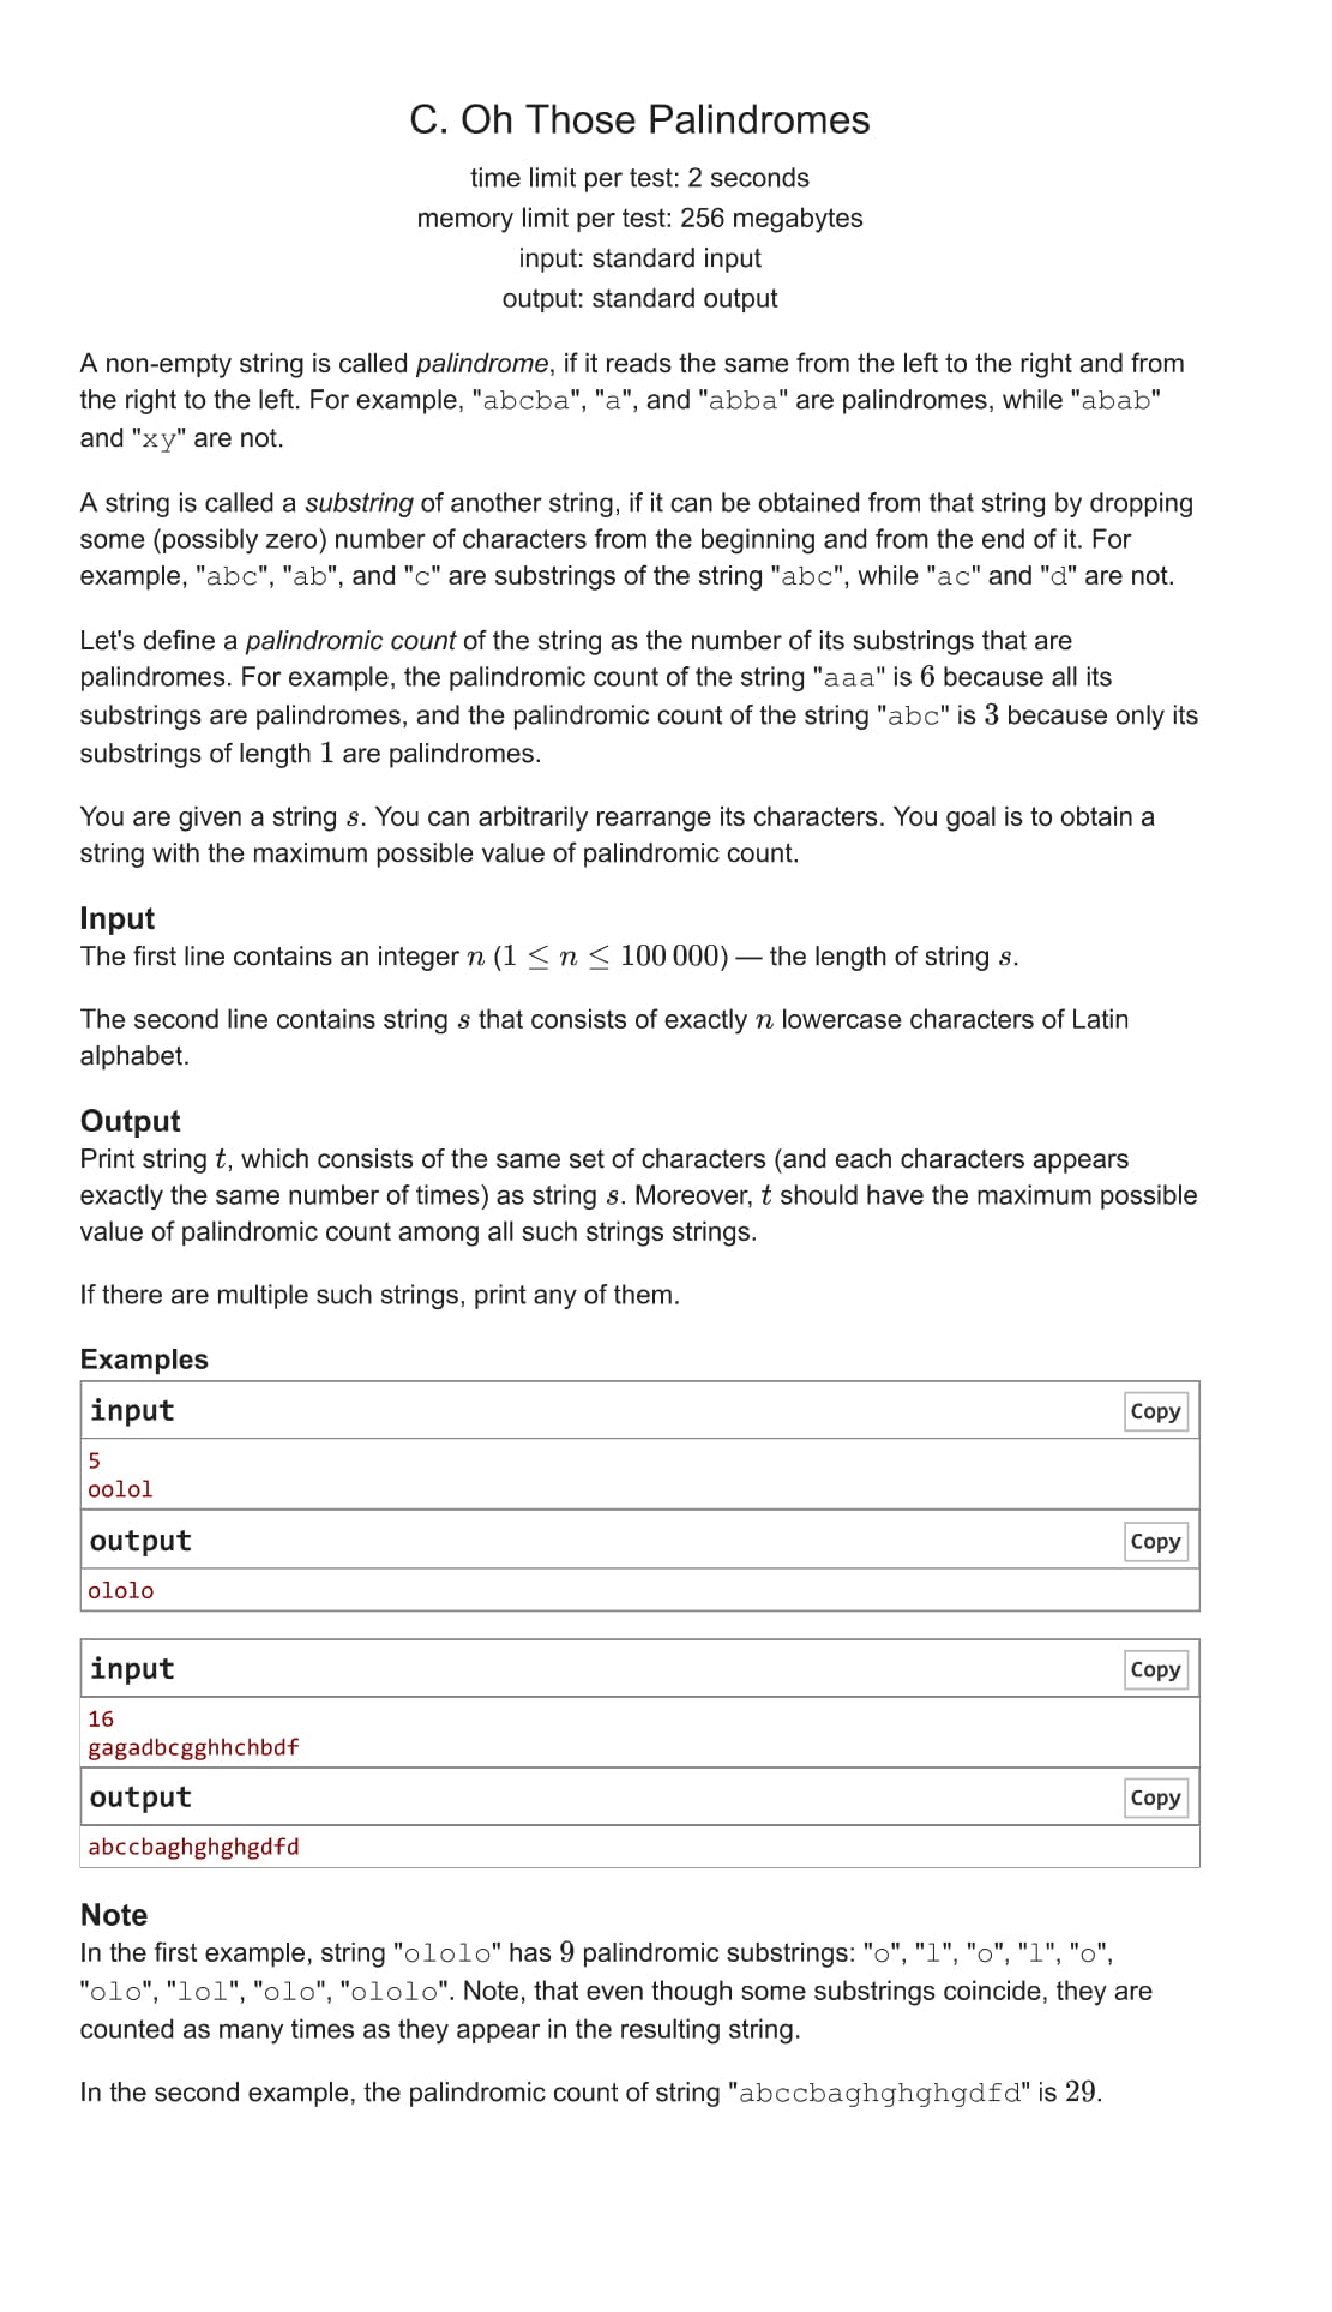 C. Oh Those Palindromes
time limit per test: 2 seconds
memory limit per test: 256 megabytes
input: standard input
output: standard output
A non-empty string is called palindrome, if it reads the same from the left to the right and from
the right to the left. For example, "abcba", "a", and "abba" are palindromes, while "abab"
and "xy" are not.
A string is called a substring of another string, if it can be obtained from that string by dropping
some (possibly zero) number of characters from the beginning and from the end of it. For
example, "abc", "ab", and "c" are substrings of the string "abc", while "ac" and "d" are not.
Let's define a palindromic count of the string as the number of its substrings that are
palindromes. For example, the palindromic count of the string "aaa" is 6 because all its
substrings are palindromes, and the palindromic count of the string "abc" is 3 because only its
substrings of length 1 are palindromes.
You are given a string s. You can arbitrarily rearrange its characters. You goal is to obtain a
string with the maximum possible value of palindromic count.
Input
The first line contains an integer n (1 ≤ n ≤ 100 000) — the length of string s.
The second line contains string s that consists of exactly n lowercase characters of Latin
alphabet.
Output
Print string t, which consists of the same set of characters (and each characters appears
exactly the same number of times) as string s. Moreover, t should have the maximum possible
value of palindromic count among all such strings strings.
If there are multiple such strings, print any of them.
Examples
input Copy
5
oolol
output Copy
ololo
input Copy
16
gagadbcgghhchbdf
output Copy
abccbaghghghgdfd
Note
In the first example, string "ololo" has 9 palindromic substrings: "o", "l", "o", "l", "o",
"olo", "lol", "olo", "ololo". Note, that even though some substrings coincide, they are
counted as many times as they appear in the resulting string.
In the second example, the palindromic count of string "abccbaghghghgdfd" is 29.